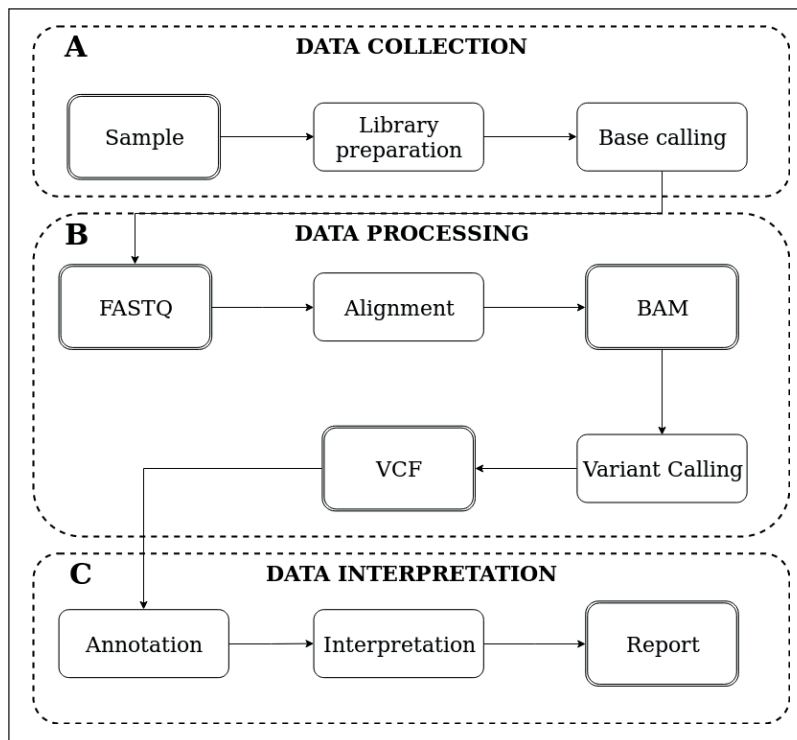 A
DATA COLLECTION
Sample
Library
preparation
Base calling
B
DATA PROCESSING
FASTQ
Alignment
BAM
VCF
Variant Calling
C
DATA INTERPRETATION
Annotation
Interpretation
Report